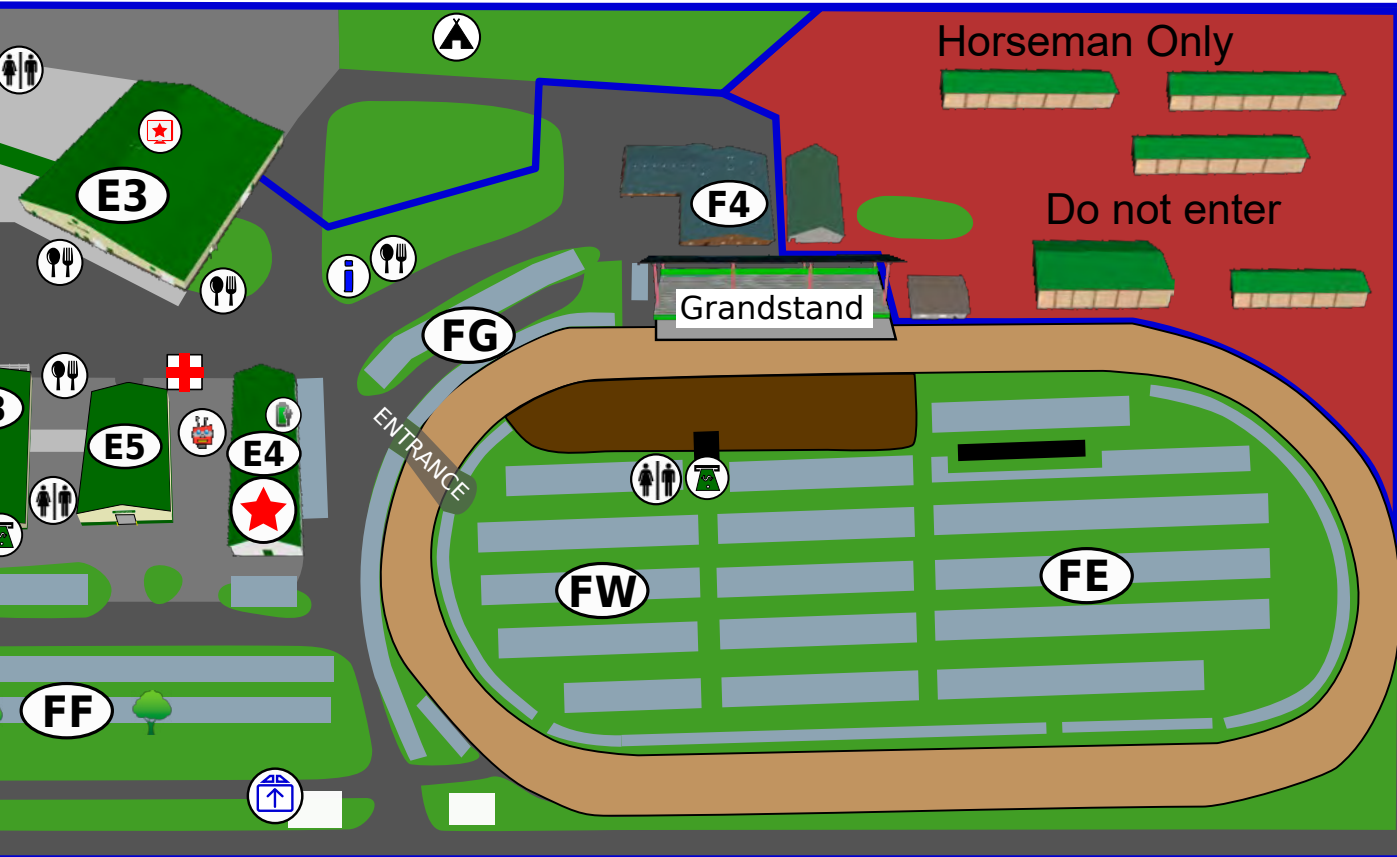 Horseman Only
E3
F4
Do not enter
i
Grandstand
FG
E5
E4
ENTRANCE
FW
FE
FF